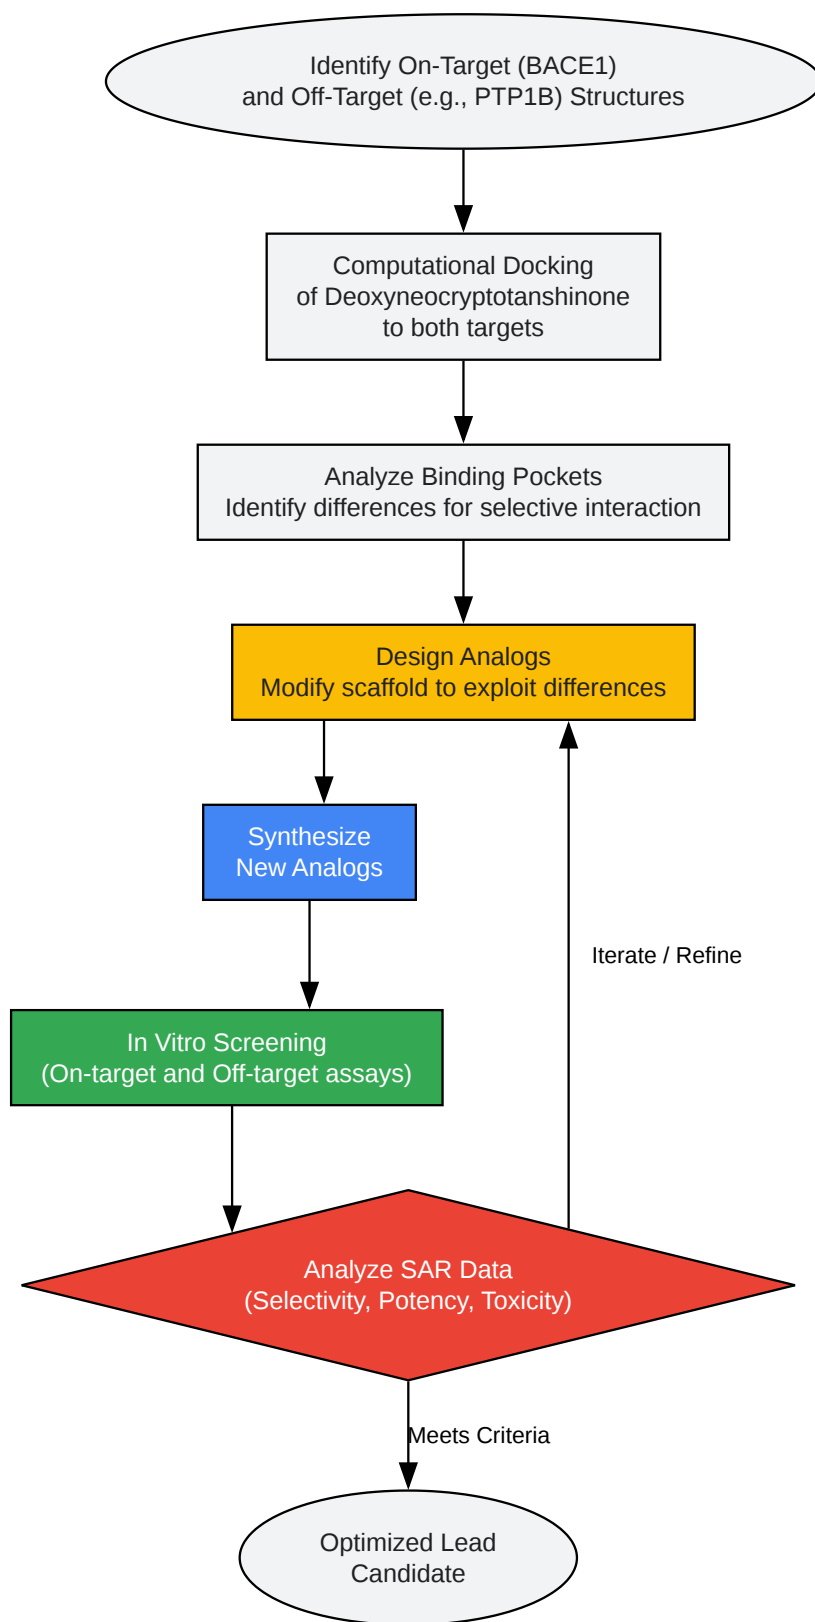 Identify On-Target (BACE1)
and Off-Target (e.g., PTP1B) Structures
Computational Docking
of Deoxyneocryptotanshinone
to both targets
Analyze Binding Pockets
Identify differences for selective interaction
Design Analogs
Modify scaffold to exploit differences
Synthesize
New Analogs
Iterate / Refine
In Vitro Screening
(On-target and Off-target assays)
Analyze SAR Data
(Selectivity, Potency, Toxicity)
Meets Criteria
Optimized Lead
Candidate